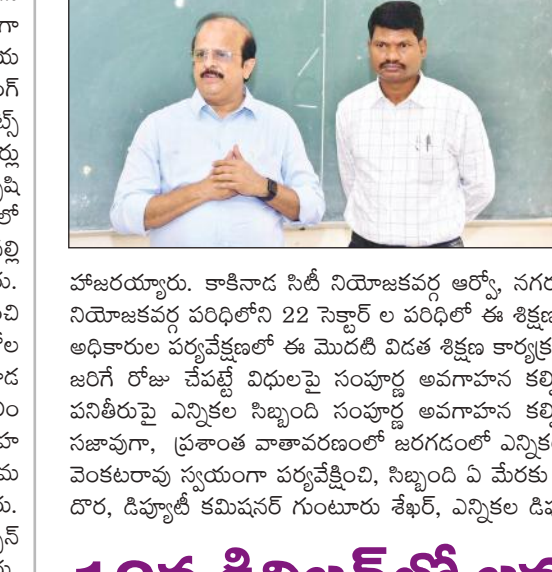 గా
య
ంగ్
ట్స్
ర్లు
షి
లో
ల్లి
రు.
చి
ల
డ
ం
హ
మ
రు.
న్
హాజరయ్యారు. కాకినాడ సిటీ నియోజకవర్గ ఆర్వో, నగర
నియోజకవర్గ పరిధిలోని 22 సెక్టార్ ల పరిధిలో ఈ శిక్షణ
అధికారుల పర్యవేక్షణలో ఈ మొదటి విడత శిక్షణ కార్యక్ర
జరిగే రోజు చేపట్టే విధులపై సంపూర్ణ అవగాహన కల్పి
పనితీరుపై ఎన్నికల సిబ్బంది సంపూర్ణ అవగాహన కల్పి
సజావుగా, ప్రశాంత వాతావరణంలో జరగడంలో ఎన్నిక
వెంకటరావు స్వయంగా పర్యవేక్షించి, సిబ్బంది ఏ మేరకు
దొర, డిప్యూటీ కమిషనర్ గుంటూరు శేఖర్, ఎన్నికల డిప